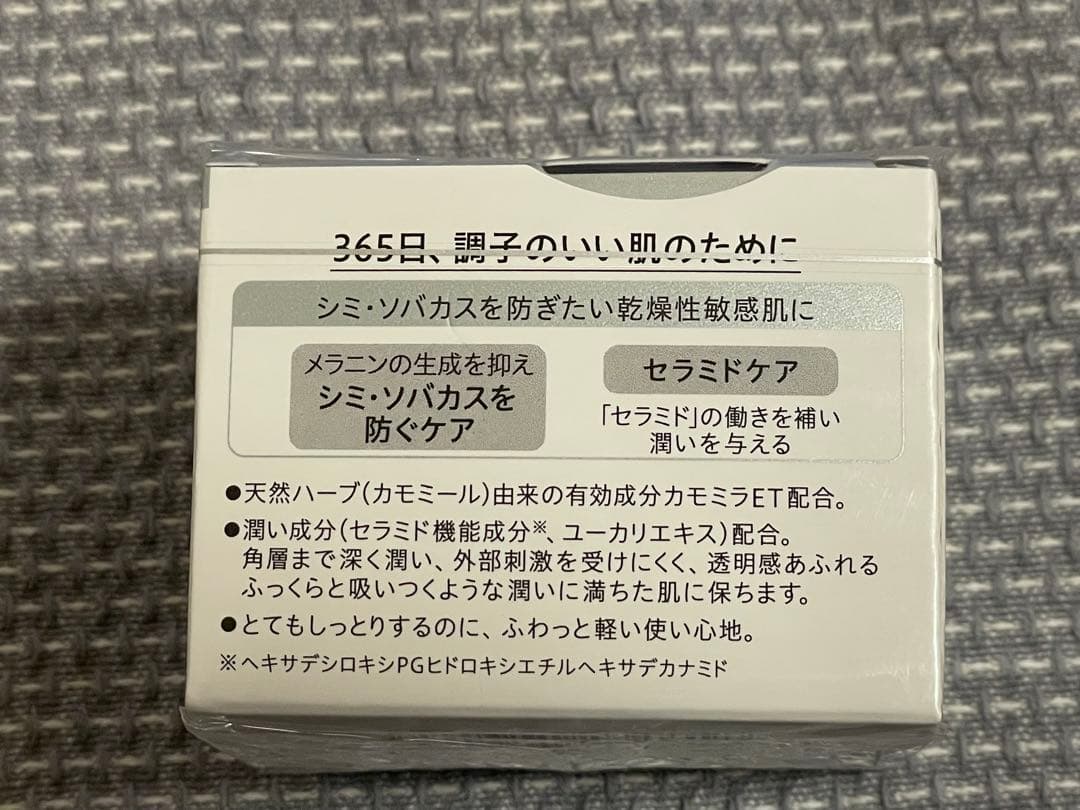 365日、調子のいい肌のために
シミ・ソバカスを防ぎたい乾燥性敏感肌に
メラニンの生成を抑え
シミ・ソバカスを
防ぐケア
セラミドケア
「セラミド」の働きを補い
潤いを与える
●天然ハーブ(カモミール)由来の有効成分カモミラET配合。
●潤い成分(セラミド機能成分※、ユーカリエキス)配合。
角層まで深く潤い、外部刺激を受けにくく、透明感あふれる
ふっくらと吸いつくような潤いに満ちた肌に保ちます。
●とてもしっとりするのに、ふわっと軽い使い心地。
※ヘキサデシロキシPGヒドロキシエチルヘキサデカナミド